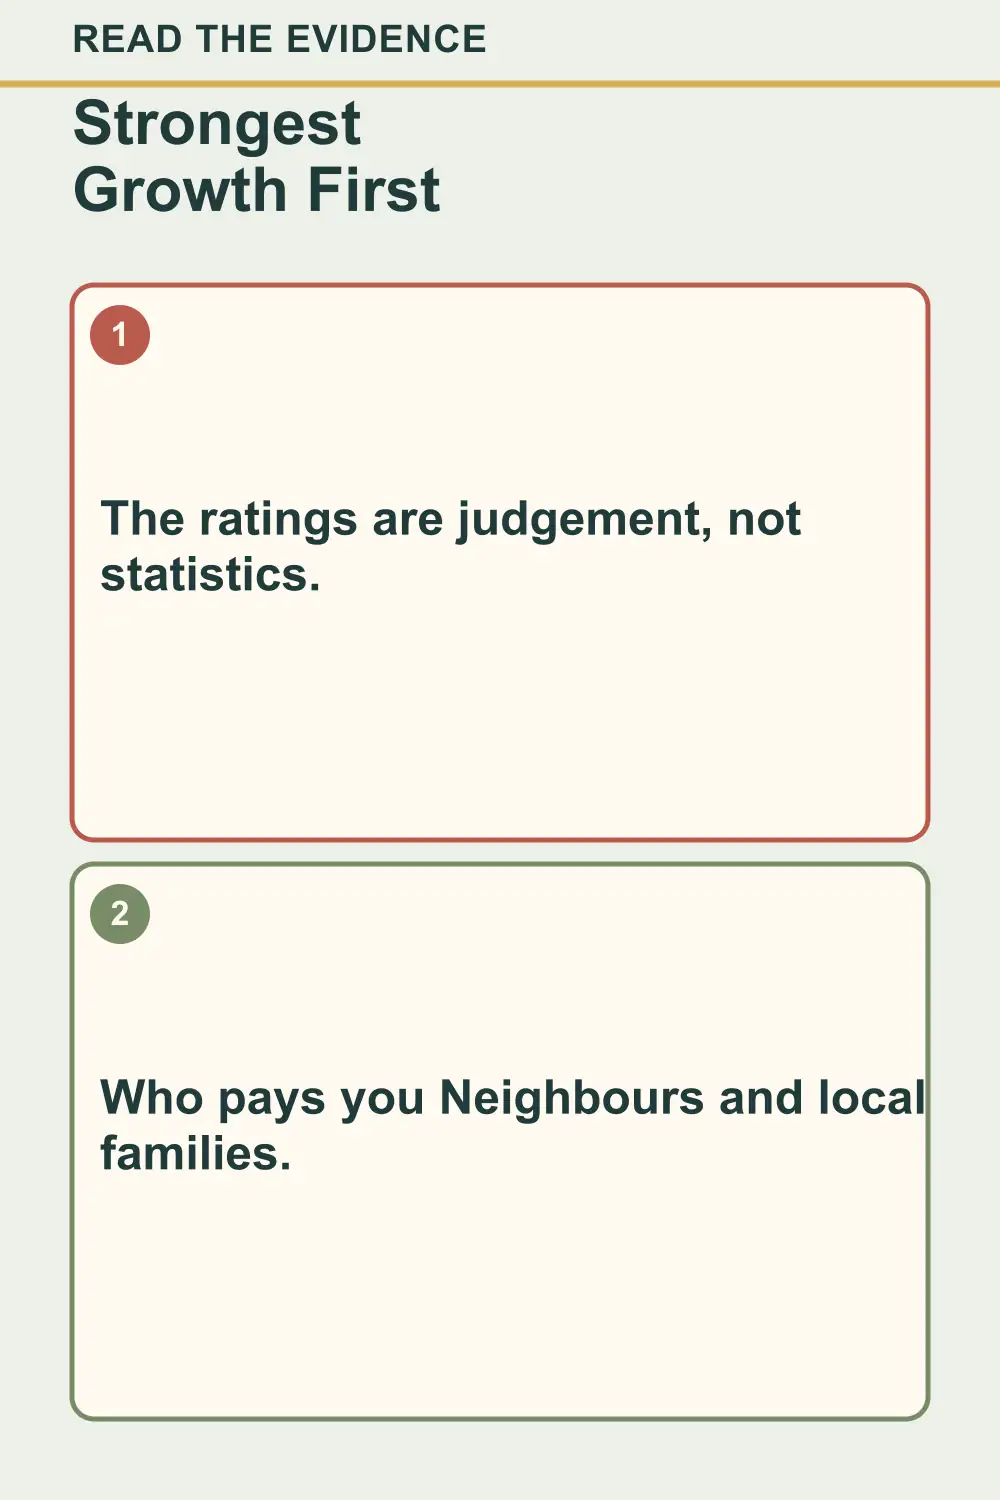 READ THE EVIDENCE
Strongest
Growth First
1
The ratings are judgement, not
statistics.
2
Who pays you Neighbours and local
families.